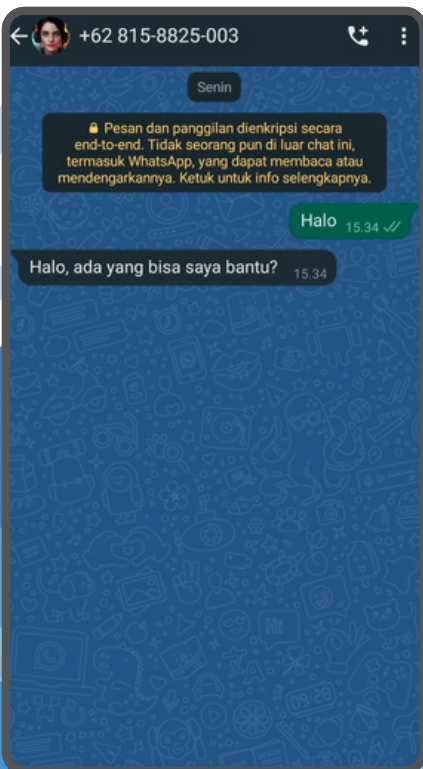 +62 815-8825-003
Senin
Pesan dan panggilan dienkripsi secara
end-to-end. Tidak seorang pun di luar chat ini,
termasuk WhatsApp, yang dapat membaca atau
mendengarkannya. Ketuk untuk info selengkapnya.
Halo 15.34
Halo, ada yang bisa saya bantu? 15.34